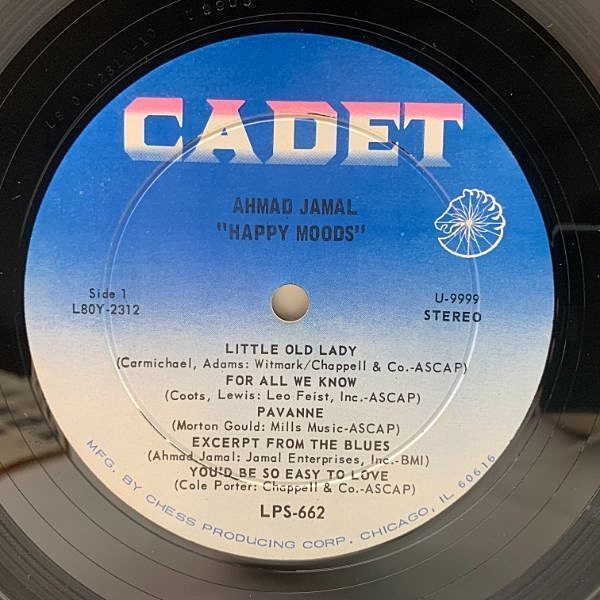 CADET
AHMAD JAMAL
"HAPPY MOODS"
Side 1
L80Y-2312
U-9999
STEREO
LITTLE OLD LADY
(Carmichael, Adams: Witmark/Chappell & Co.-ASCAP)
FOR ALL WE KNOW
(Coots, Lewis: Leo Feist, Inc.-ASCAP)
PAVANNE
(Morton Gould: Mills Music-ASCAP)
EXCERPT FROM THE BLUES
(Ahmad Jamal: Jamal Enterprises, Inc.-BMI)
YOU'D BE SO EASY TO LOVE
(Cole Porter: Chappell & Co.-ASCAP)
LPS-662
MFG. BY CHESS PRODUCING CORP. CHICAGO, IL 60616